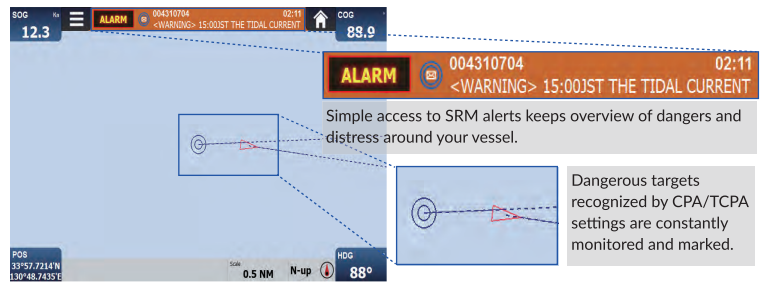 SOG Kn
12.3
ALARM
004310704 02:11
<WARNING> 15:00JST THE TIDAL CURRENT
COG °
88.9
ALARM
004310704 02:11
<WARNING> 15:00JST THE TIDAL CURRENT
Simple access to SRM alerts keeps overview of dangers and
distress around your vessel.
Dangerous targets
recognized by CPA/TCPA
settings are constantly
monitored and marked.
POS
33°57.7214'N
130°48.7435'E
Scale
0.5 NM
N-up
HDG
88°